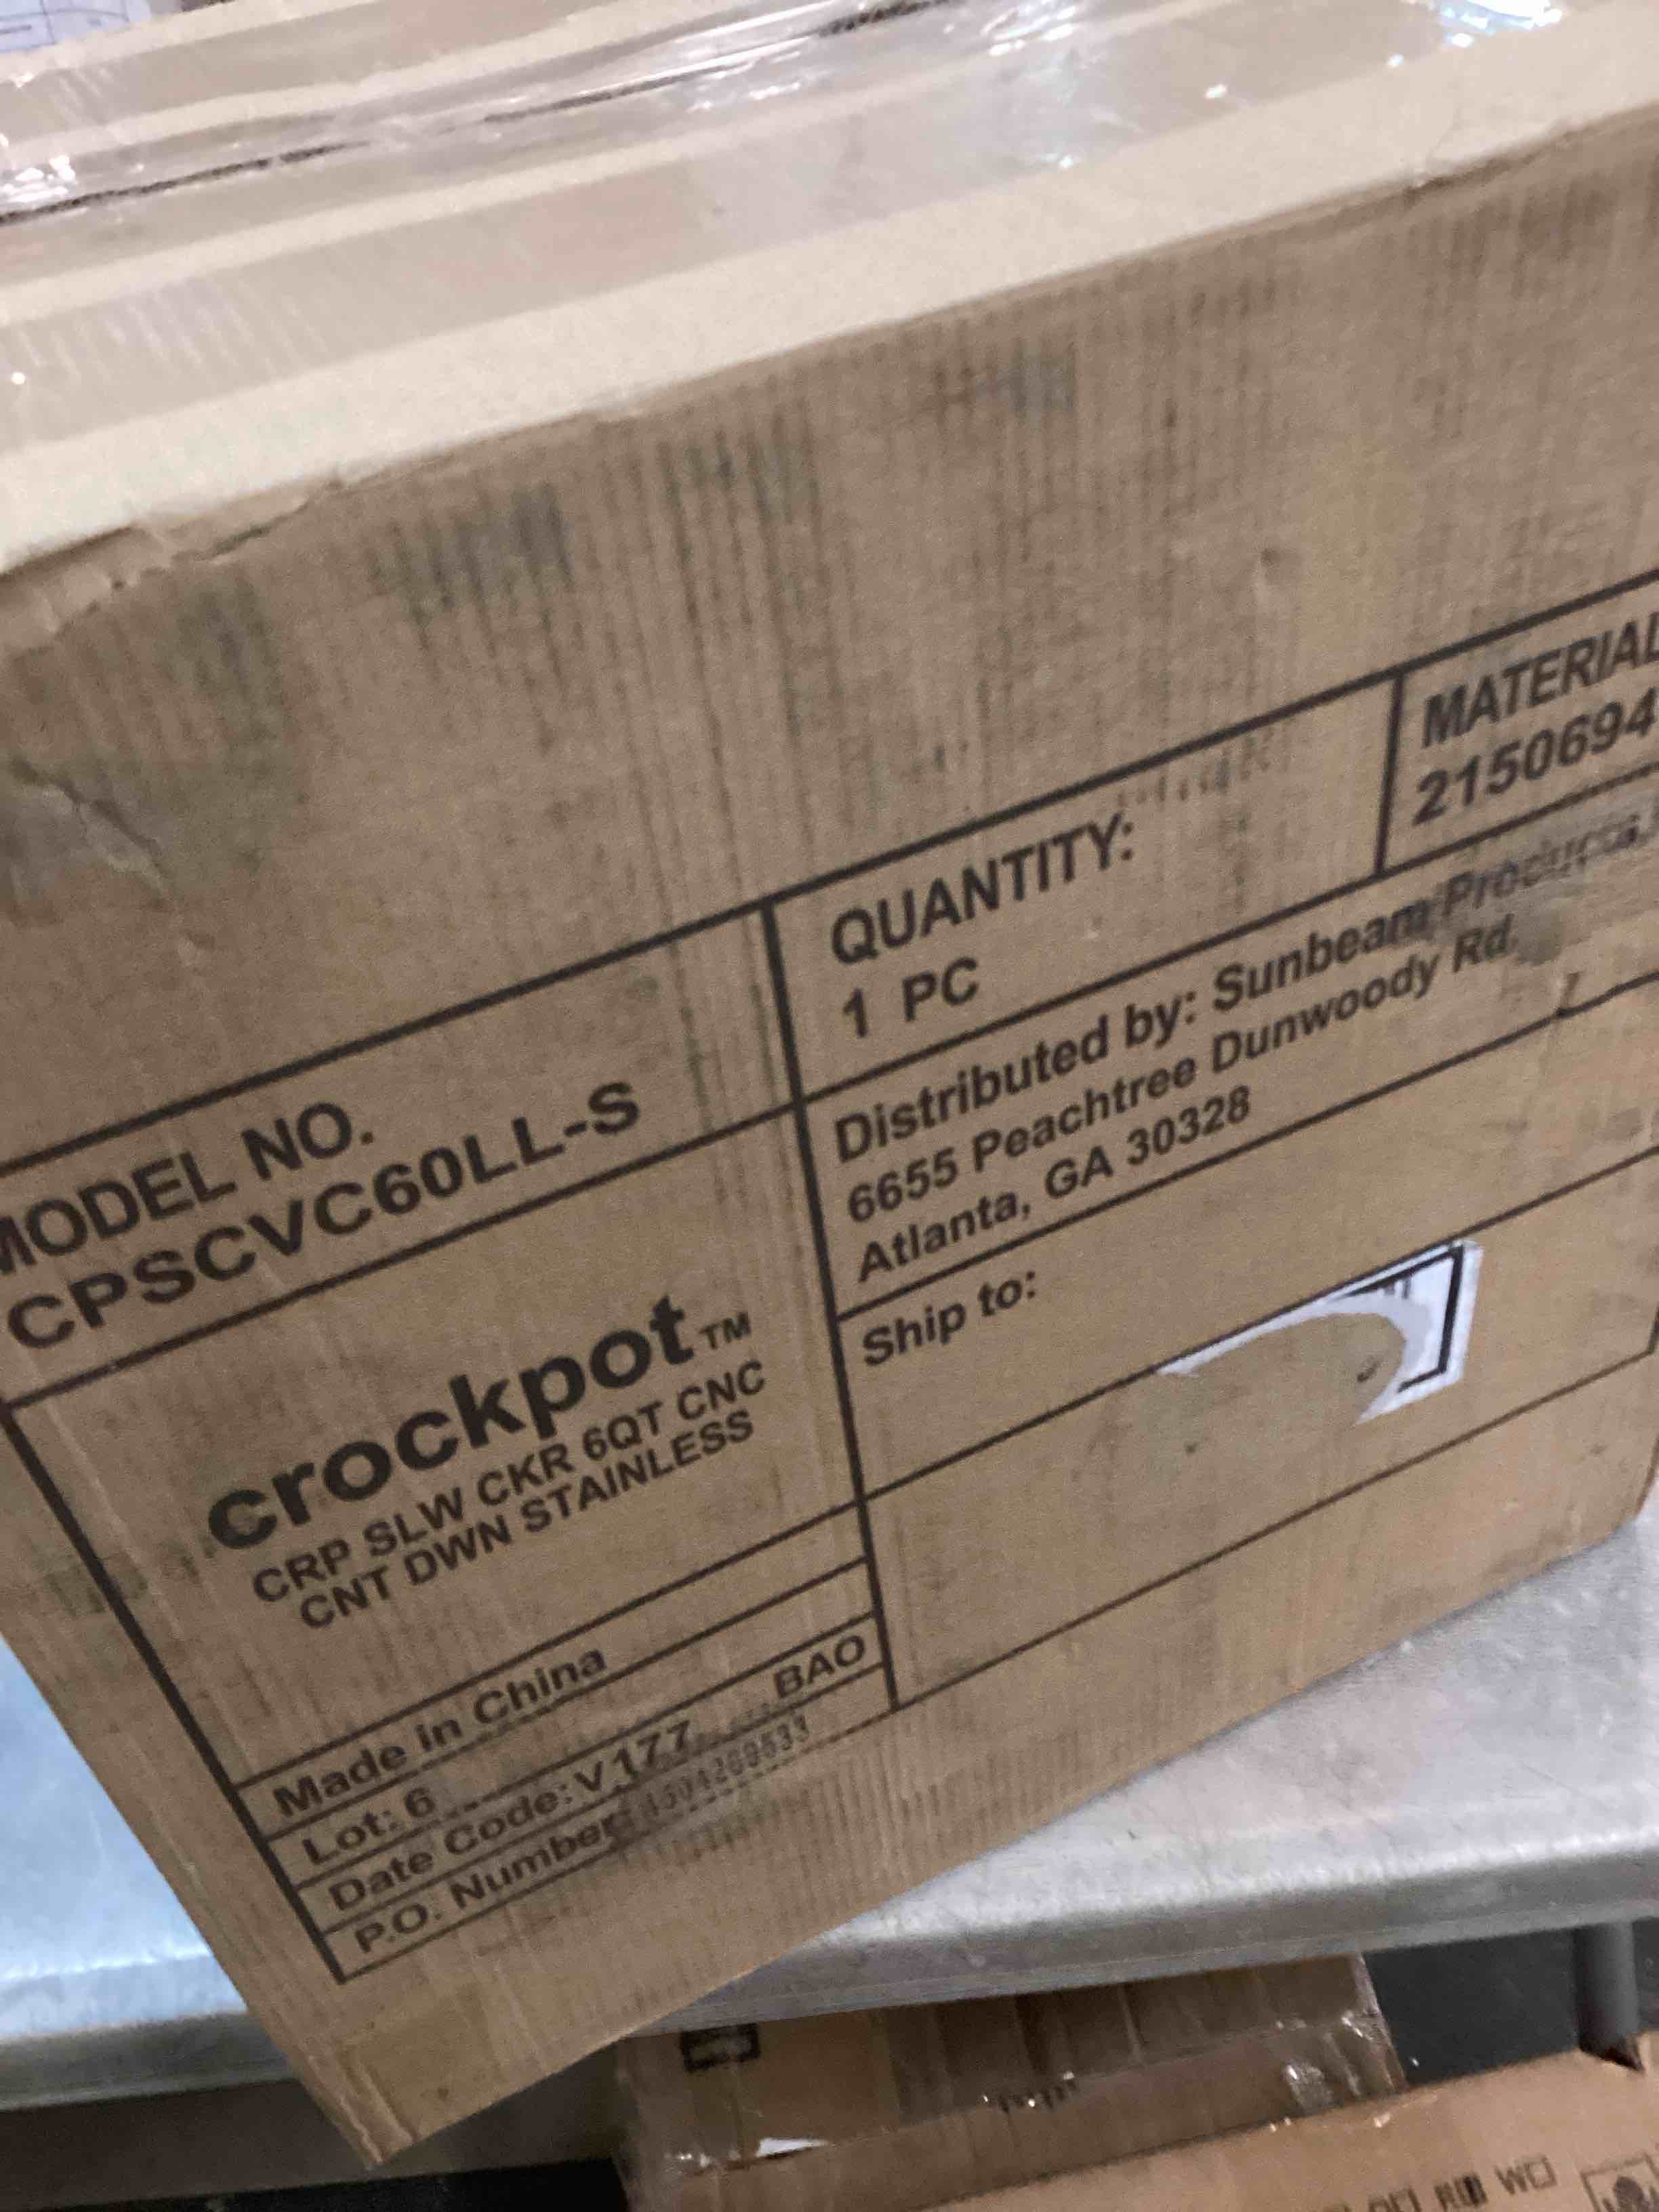 MODEL NO.
CPSCVC60LL-S
QUANTITY:
1 PC
MATERIAL
2150694
crockpot™
CRP SLW CKR 6QT CNC
CNT DWN STAINLESS
Distributed by: Sunbeam Products,
6655 Peachtree Dunwoody Rd.
Atlanta, GA 30328
Ship to:
Made in China
Lot: 6
Date Code: V177 BAO
P.O. Number: